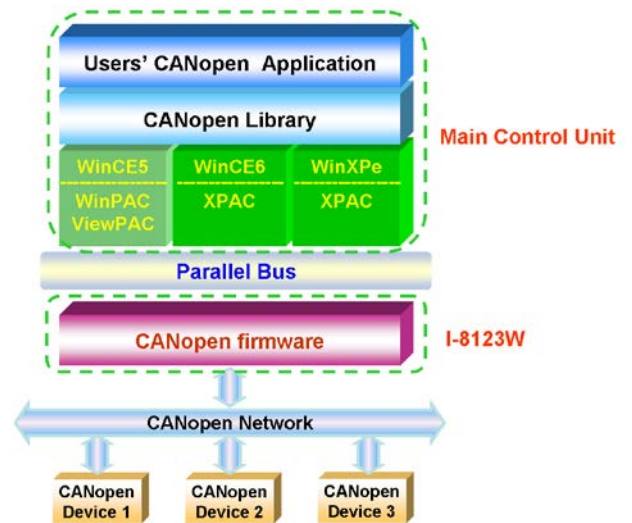 Users' CANopen Application
CANopen Library
Main Control Unit
WinCE5
WinPAC
ViewPAC
WinCE6
XPAC
WinXPe
XPAC
Parallel Bus
CANopen firmware
I-8123W
CANopen Network
CANopen
Device 1
CANopen
Device 2
CANopen
Device 3